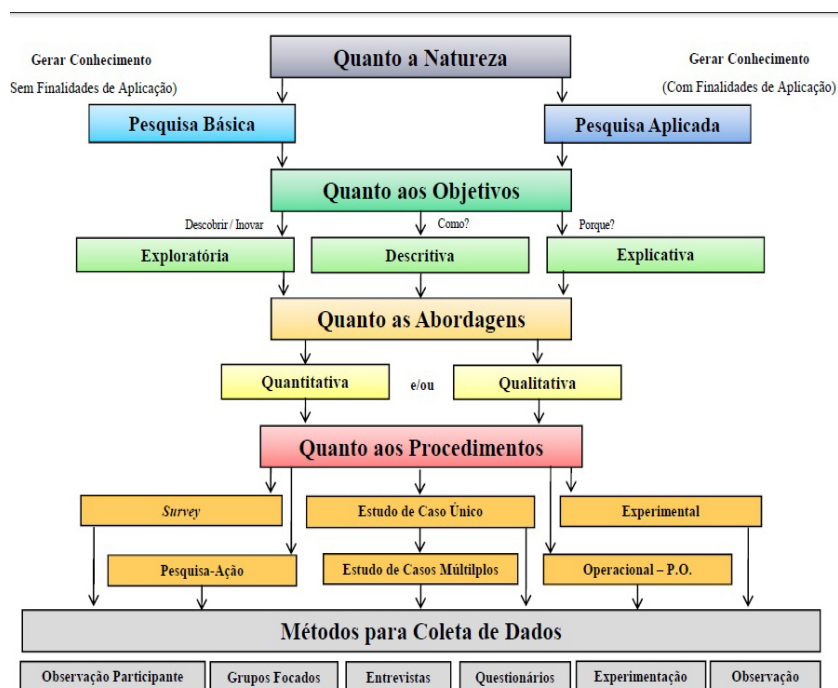 Quanto a Natureza
Gerar Conhecimento
Sem Finalidades de Aplicação)
Gerar Conhecimento
(Com Finalidades de Aplicação)
Pesquisa Básica
Pesquisa Aplicada
Quanto aos Objetivos
Descobrir / Inovar
Como?
Porque?
Exploratória
Descritiva
Explicativa
Quanto as Abordagens
Quantitativa
e/ou
Qualitativa
Quanto aos Procedimentos
Survey
Estudo de Caso Único
Experimental
Pesquisa-Ação
Estudo de Casos Múltilplos
Operacional – P.O.
Métodos para Coleta de Dados
Observação Participante
Grupos Focados
Entrevistas
Questionários
Experimentação
Observação